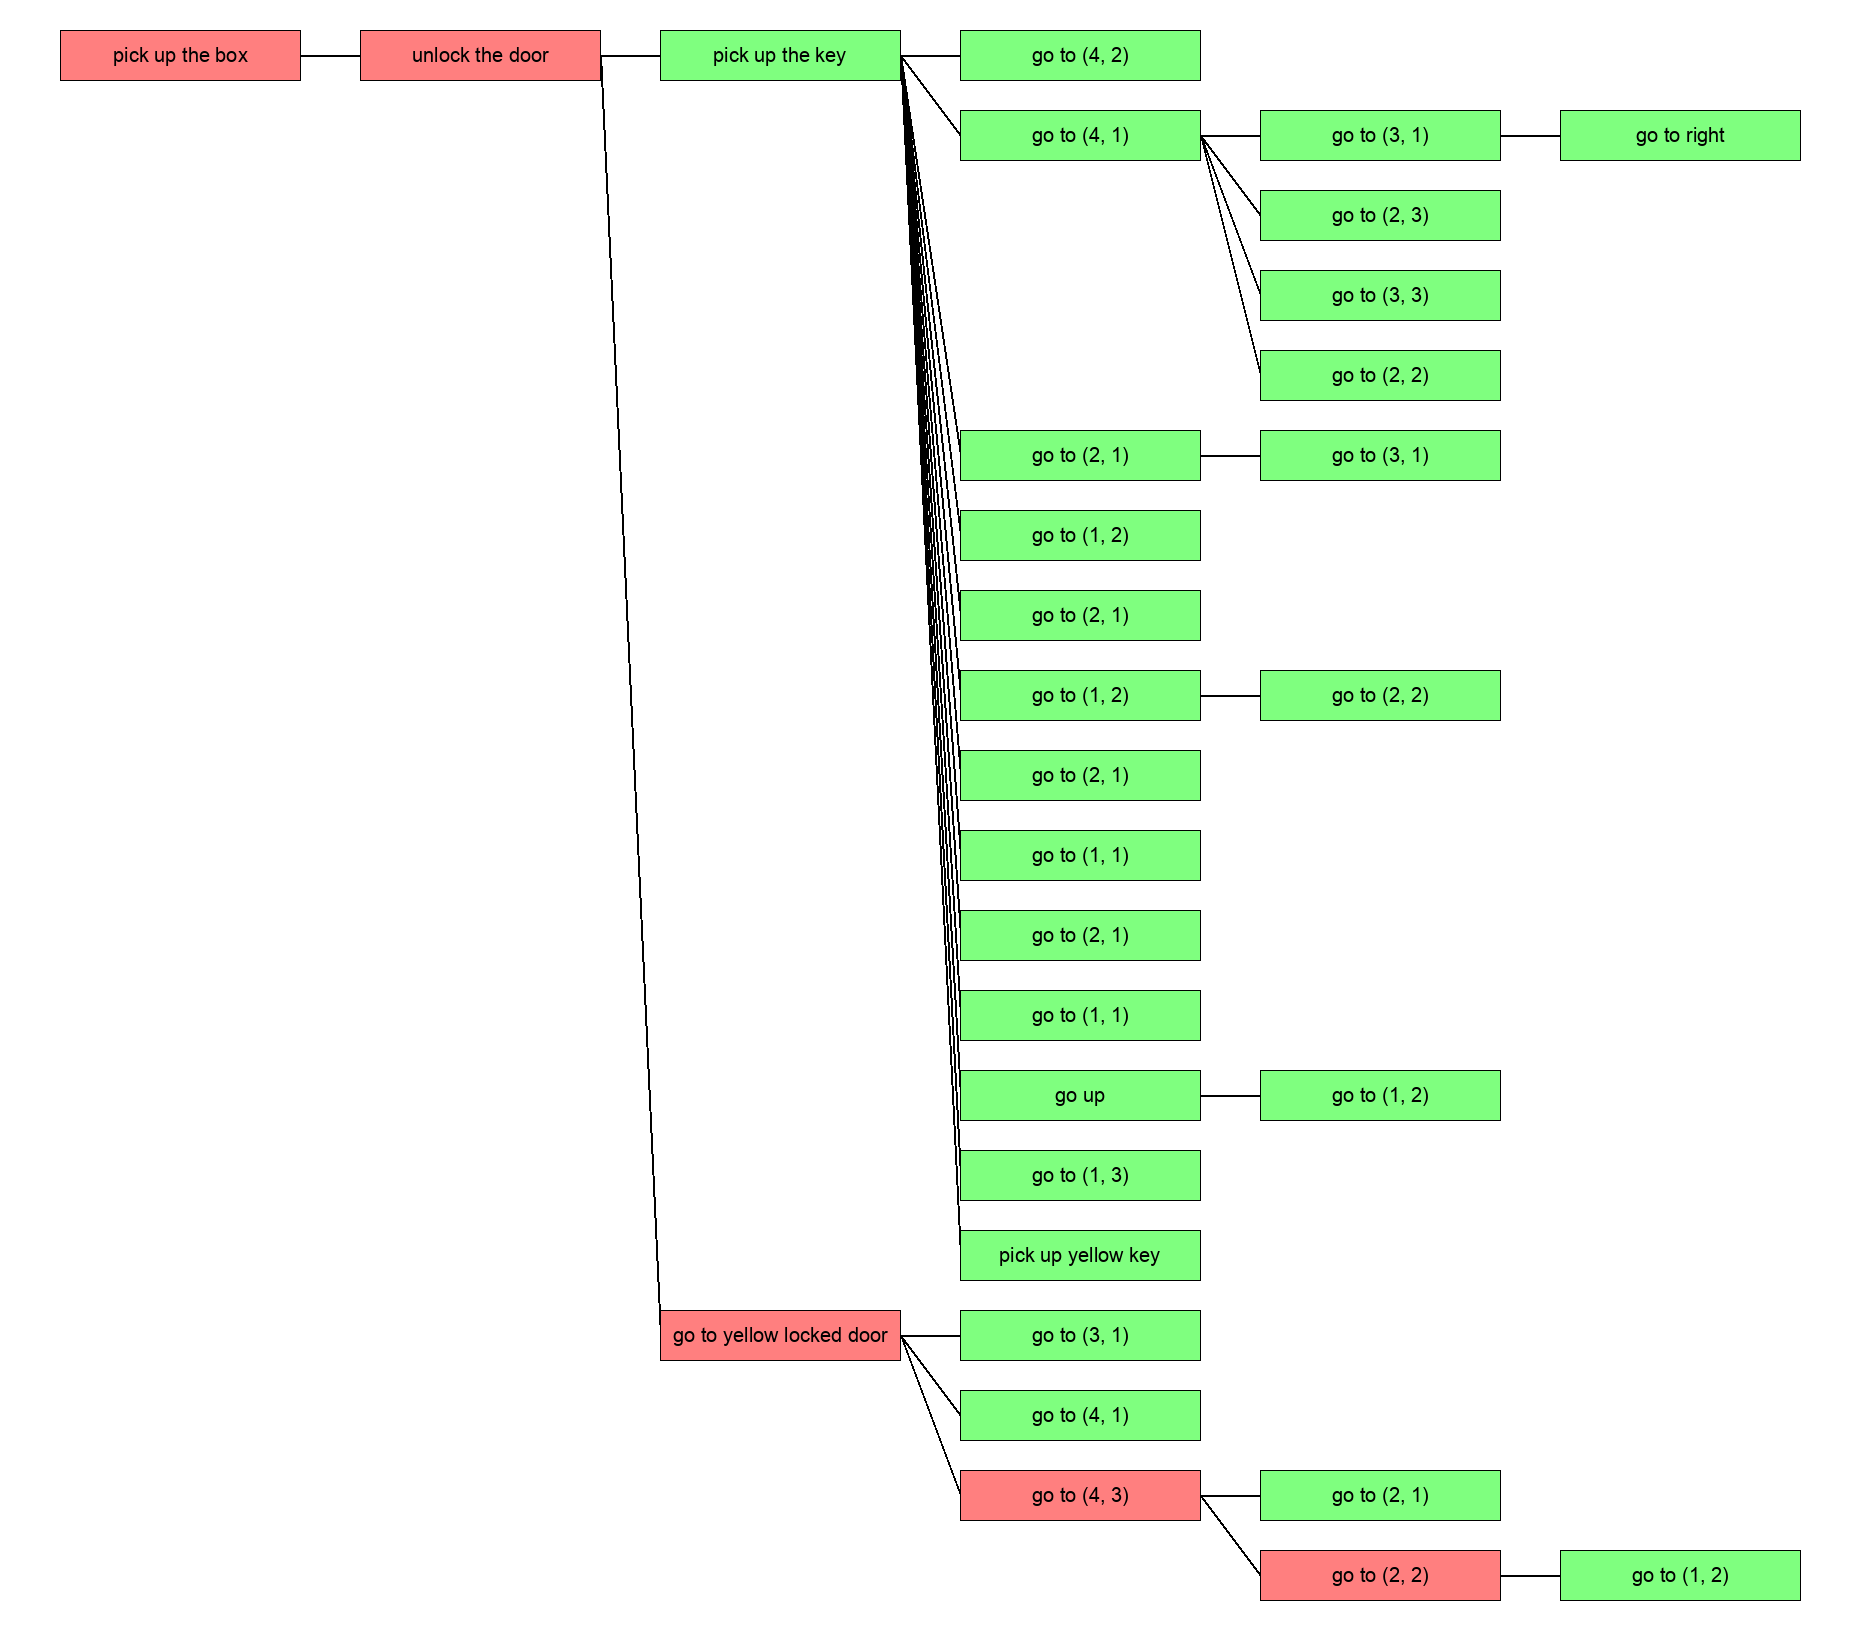 pick up the box
unlock the door
pick up the key
go to (4, 2)
go to (4, 1)
go to (3, 1)
go to right
go to (2, 3)
go to (3, 3)
go to (2, 2)
go to (2, 1)
go to (3, 1)
go to (1, 2)
go to (2, 1)
go to (1, 2)
go to (2, 2)
go to (2, 1)
go to (1, 1)
go to (2, 1)
go to (1, 1)
go up
go to (1, 2)
go to (1, 3)
pick up yellow key
go to yellow locked door
go to (3, 1)
go to (4, 1)
go to (4, 3)
go to (2, 1)
go to (2, 2)
go to (1, 2)